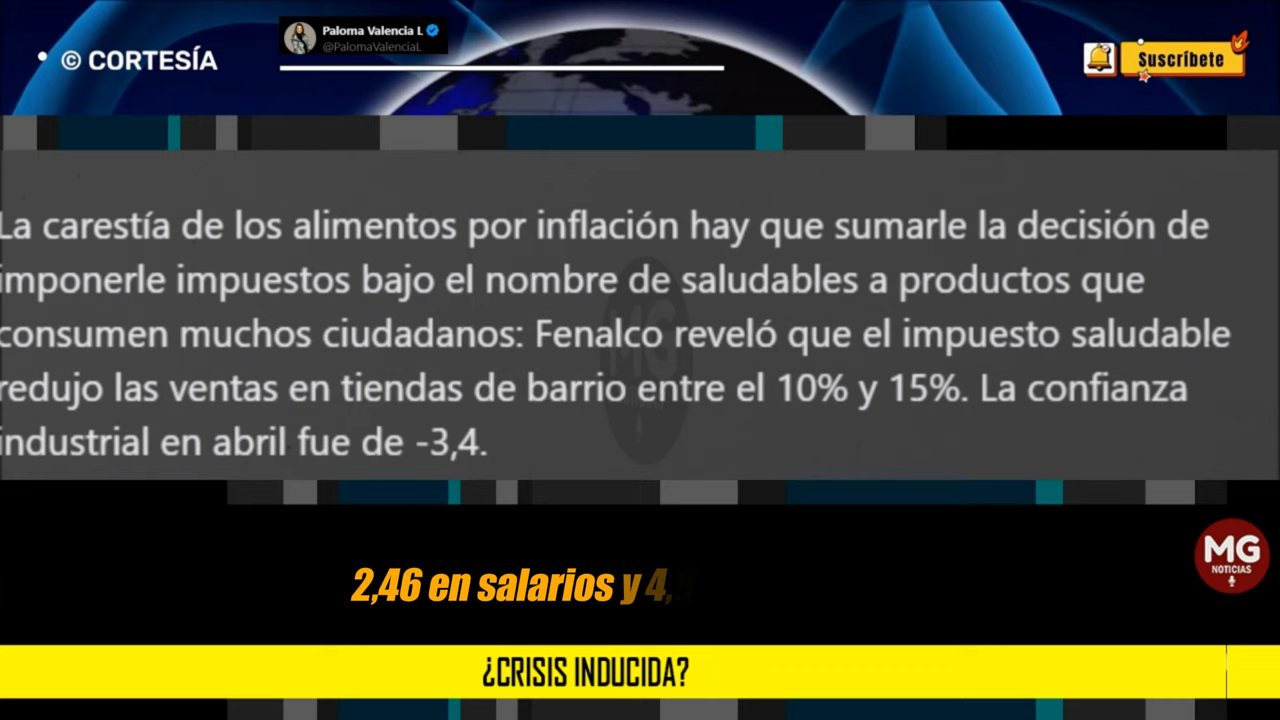 © CORTESÍA
Paloma Valencia L
@PalomaValenciaL
Suscríbete
La carestía de los alimentos por inflación hay que sumarle la decisión de
imponerle impuestos bajo el nombre de saludables a productos que
consumen muchos ciudadanos: Fenalco reveló que el impuesto saludable
redujo las ventas en tiendas de barrio entre el 10% y 15%. La confianza
industrial en abril fue de -3,4.
2,46 en salarios y 4,9
MG
NOTICIAS
¿CRISIS INDUCIDA?